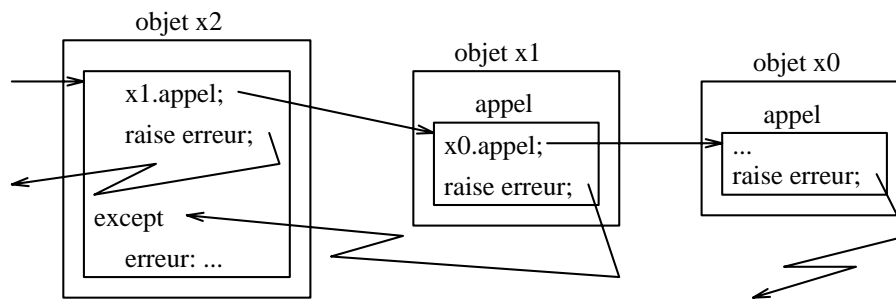 objet x2
x1.appel;
raise erreur;
except
erreur: ...
objet x1
appel
x0.appel;
raise erreur;
objet x0
appel
...
raise erreur;